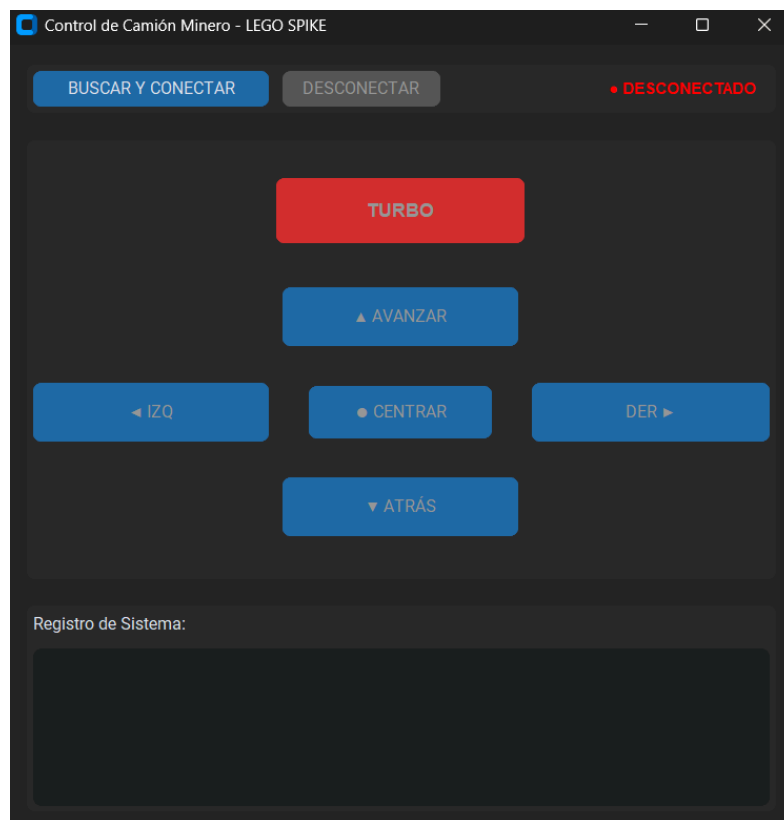 Control de Camión Minero - LEGO SPIKE
BUSCAR Y CONECTAR DESCONECTAR ● DESCONECTADO
TURBO
▲ AVANZAR
◄ IZQ ● CENTRAR DER ►
▼ ATRÁS
Registro de Sistema: